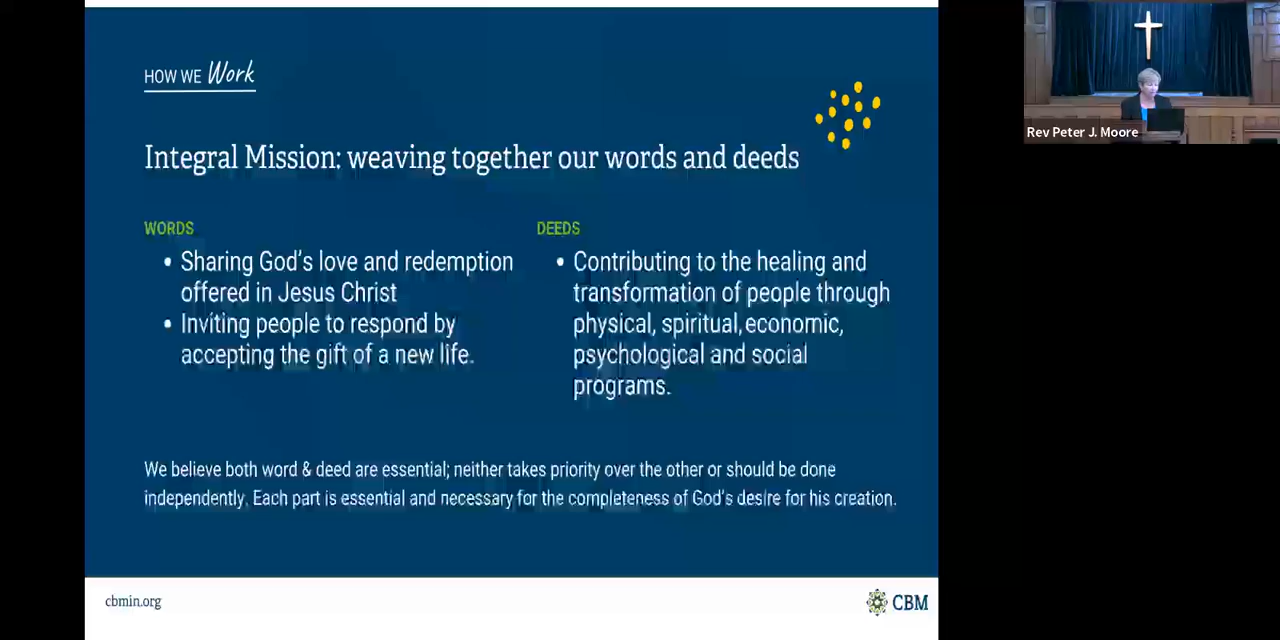 HOW WE Work
Integral Mission: weaving together our words and deeds
WORDS
• Sharing God's love and redemption
offered in Jesus Christ
• Inviting people to respond by
accepting the gift of a new life.
DEEDS
• Contributing to the healing and
transformation of people through
physical, spiritual, economic,
psychological and social
programs.
We believe both word & deed are essential; neither takes priority over the other or should be done
independently. Each part is essential and necessary for the completeness of God's desire for his creation.
cbmin.org
CBM
Rev Peter J. Moore